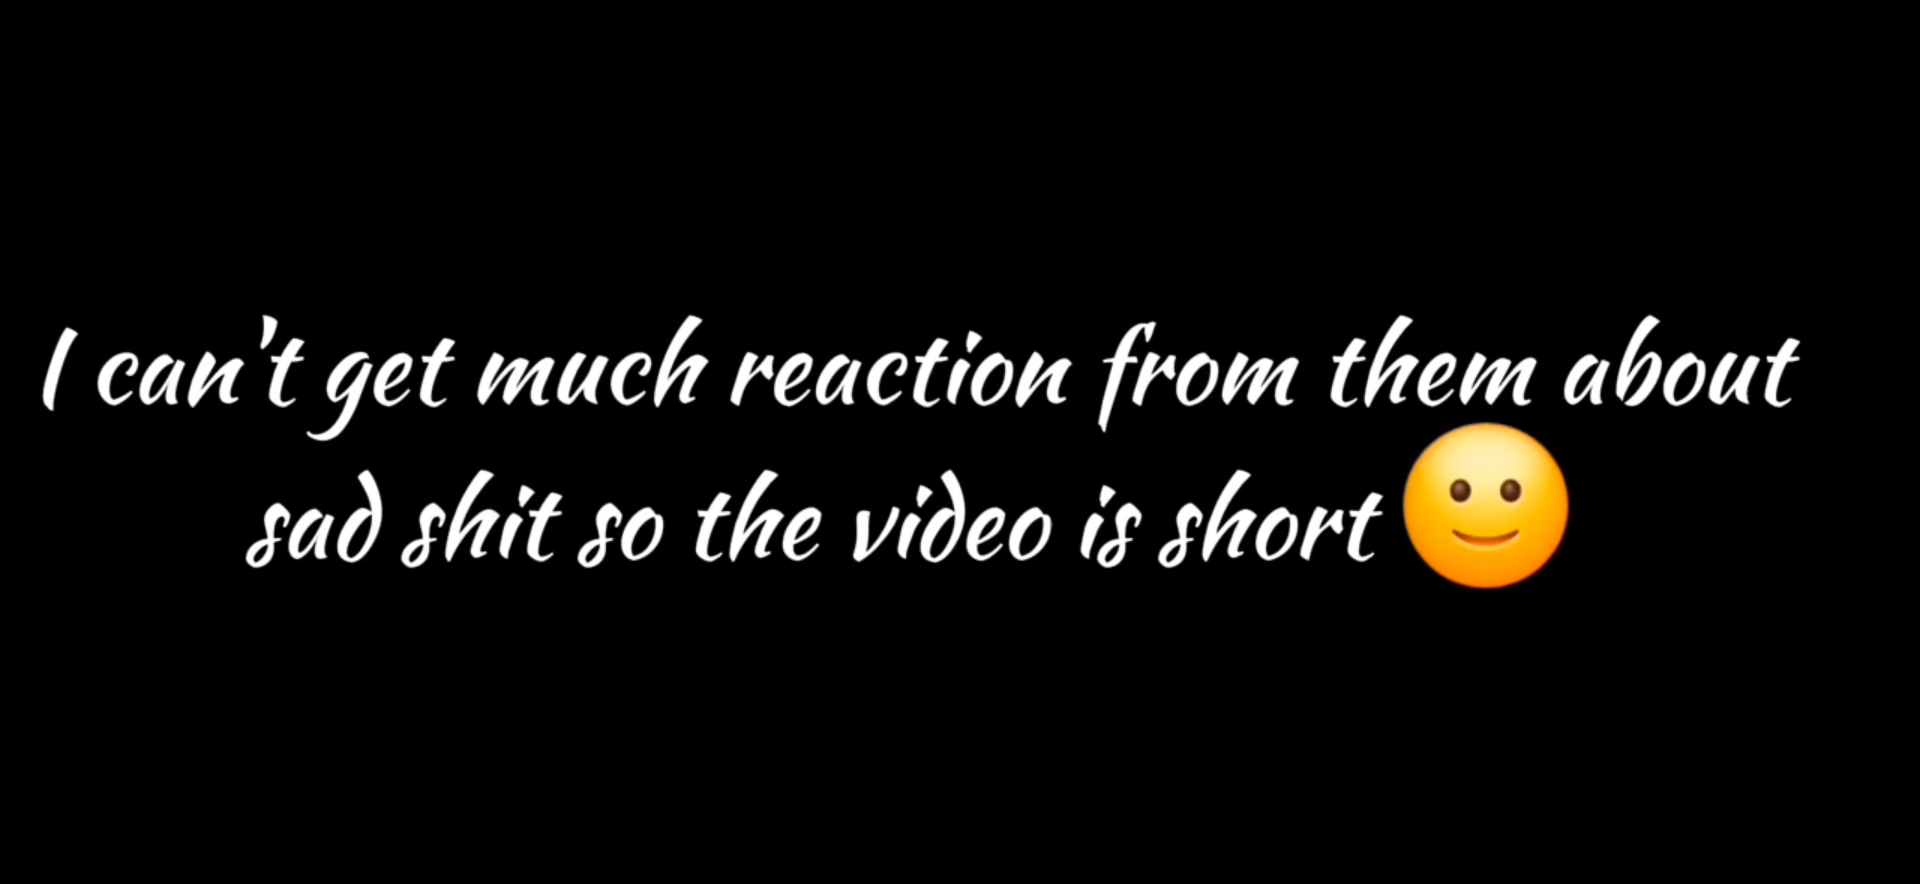 I can't get much reaction from them about
sad shit so the video is short 🙂